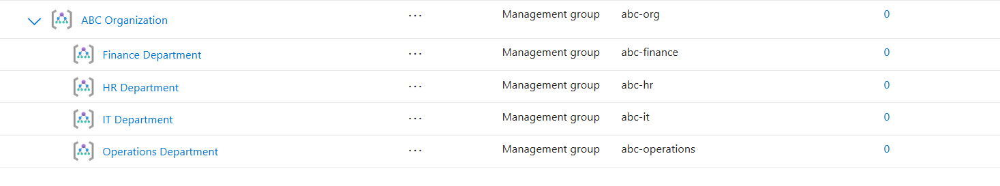 ABC Organization ... Management group abc-org 0
Finance Department ... Management group abc-finance 0
HR Department ... Management group abc-hr 0
IT Department ... Management group abc-it 0
Operations Department ... Management group abc-operations 0